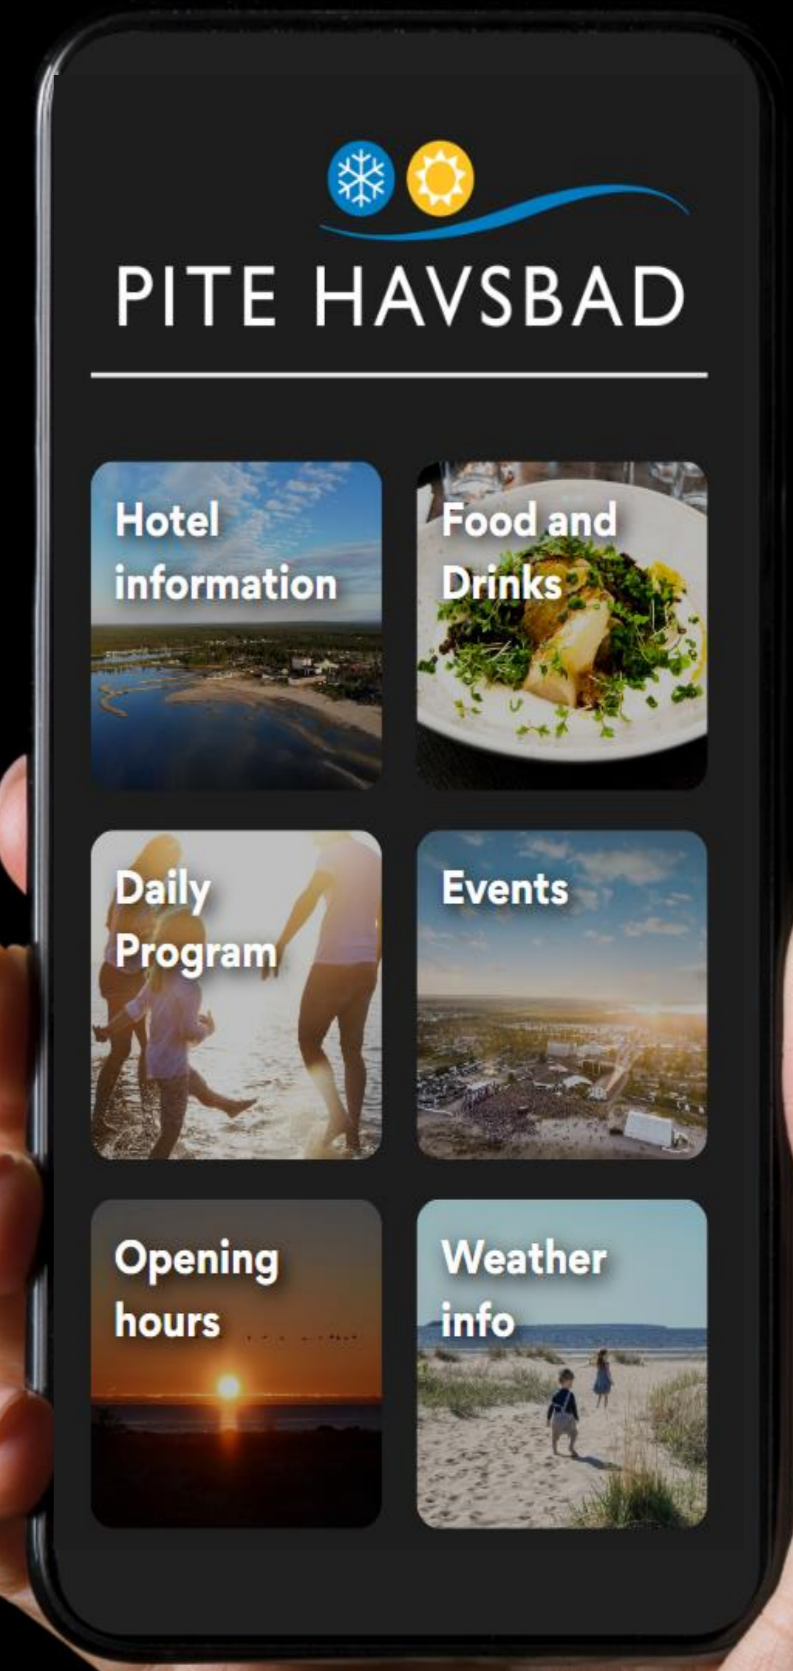 PITE HAVSBAD
Hotel
information
Food and
Drinks
Daily
Program
Events
Opening
hours
Weather
info